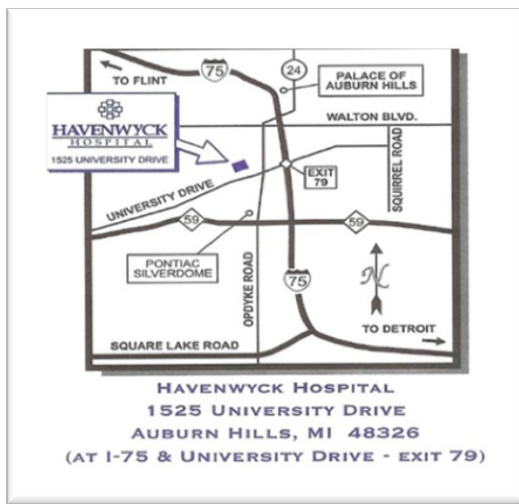 75
24
TO FLINT
PALACE OF
AUBURN HILLS
HAVENWYCK
HOSPITAL
1525 UNIVERSITY DRIVE
WALTON BLVD.
EXIT
79
SQUIRREL ROAD
UNIVERSITY DRIVE
59
59
PONTIAC
SILVERDOME
OPDYKE ROAD
75
N
TO DETROIT
SQUARE LAKE ROAD
HAVENWYCK HOSPITAL
1525 UNIVERSITY DRIVE
AUBURN HILLS, MI 48326
(AT I-75 & UNIVERSITY DRIVE - EXIT 79)